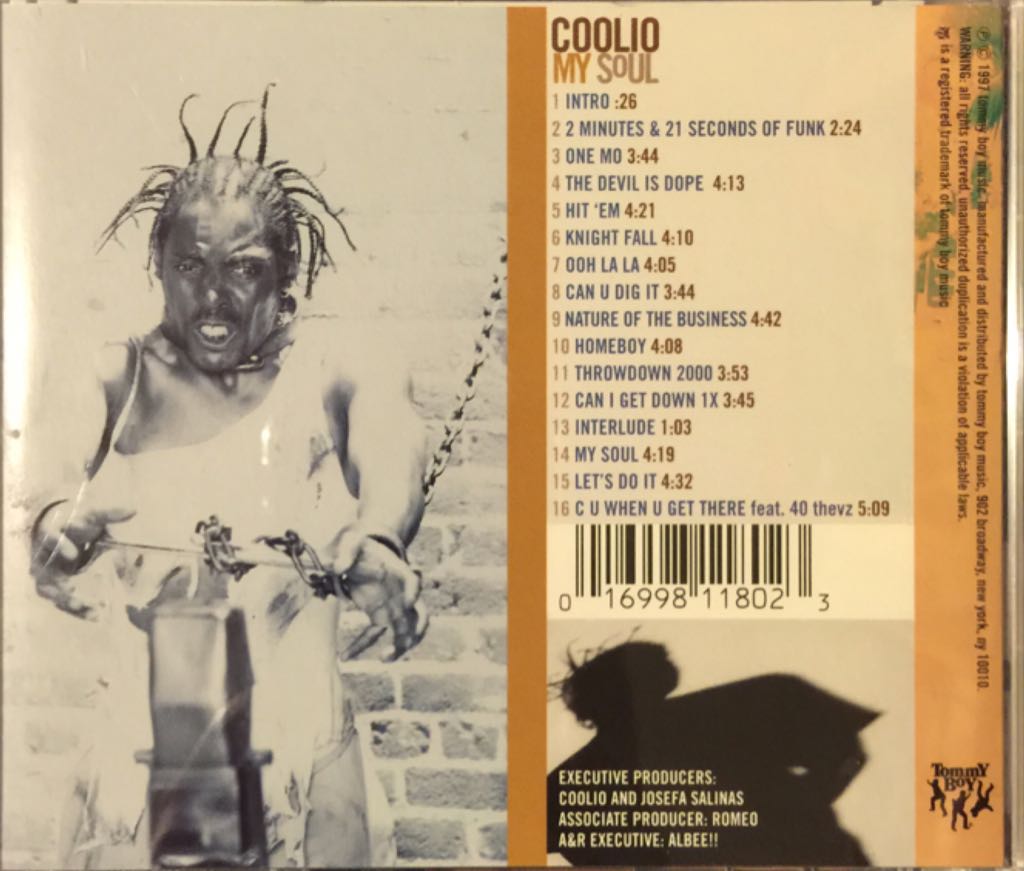 COOLIO
MY SOUL
1 INTRO :26
2 2 MINUTES & 21 SECONDS OF FUNK 2:24
3 ONE MO 3:44
4 THE DEVIL IS DOPE 4:13
5 HIT ‘EM 4:21
6 KNIGHT FALL 4:10
7 OOH LA LA 4:05
8 CAN U DIG IT 3:44
9 NATURE OF THE BUSINESS 4:42
10 HOMEBOY 4:08
11 THROWDOWN 2000 3:53
12 CAN I GET DOWN 1X 3:45
13 INTERLUDE 1:03
14 MY SOUL 4:19
15 LET'S DO IT 4:32
16 C U WHEN U GET THERE feat. 40 thevz 5:09
0 16998 11802 3
EXECUTIVE PRODUCERS:
COOLIO AND JOSEFA SALINAS
ASSOCIATE PRODUCER: ROMEO
A&R EXECUTIVE: ALBEE!!
℗© 1997 tommy boy music, manufactured and distributed by tommy boy music, 902 broadway, new york, ny 10010.
WARNING: all rights reserved. unauthorized duplication is a violation of applicable laws.
is a registered trademark of tommy boy music
Tommy
Boy